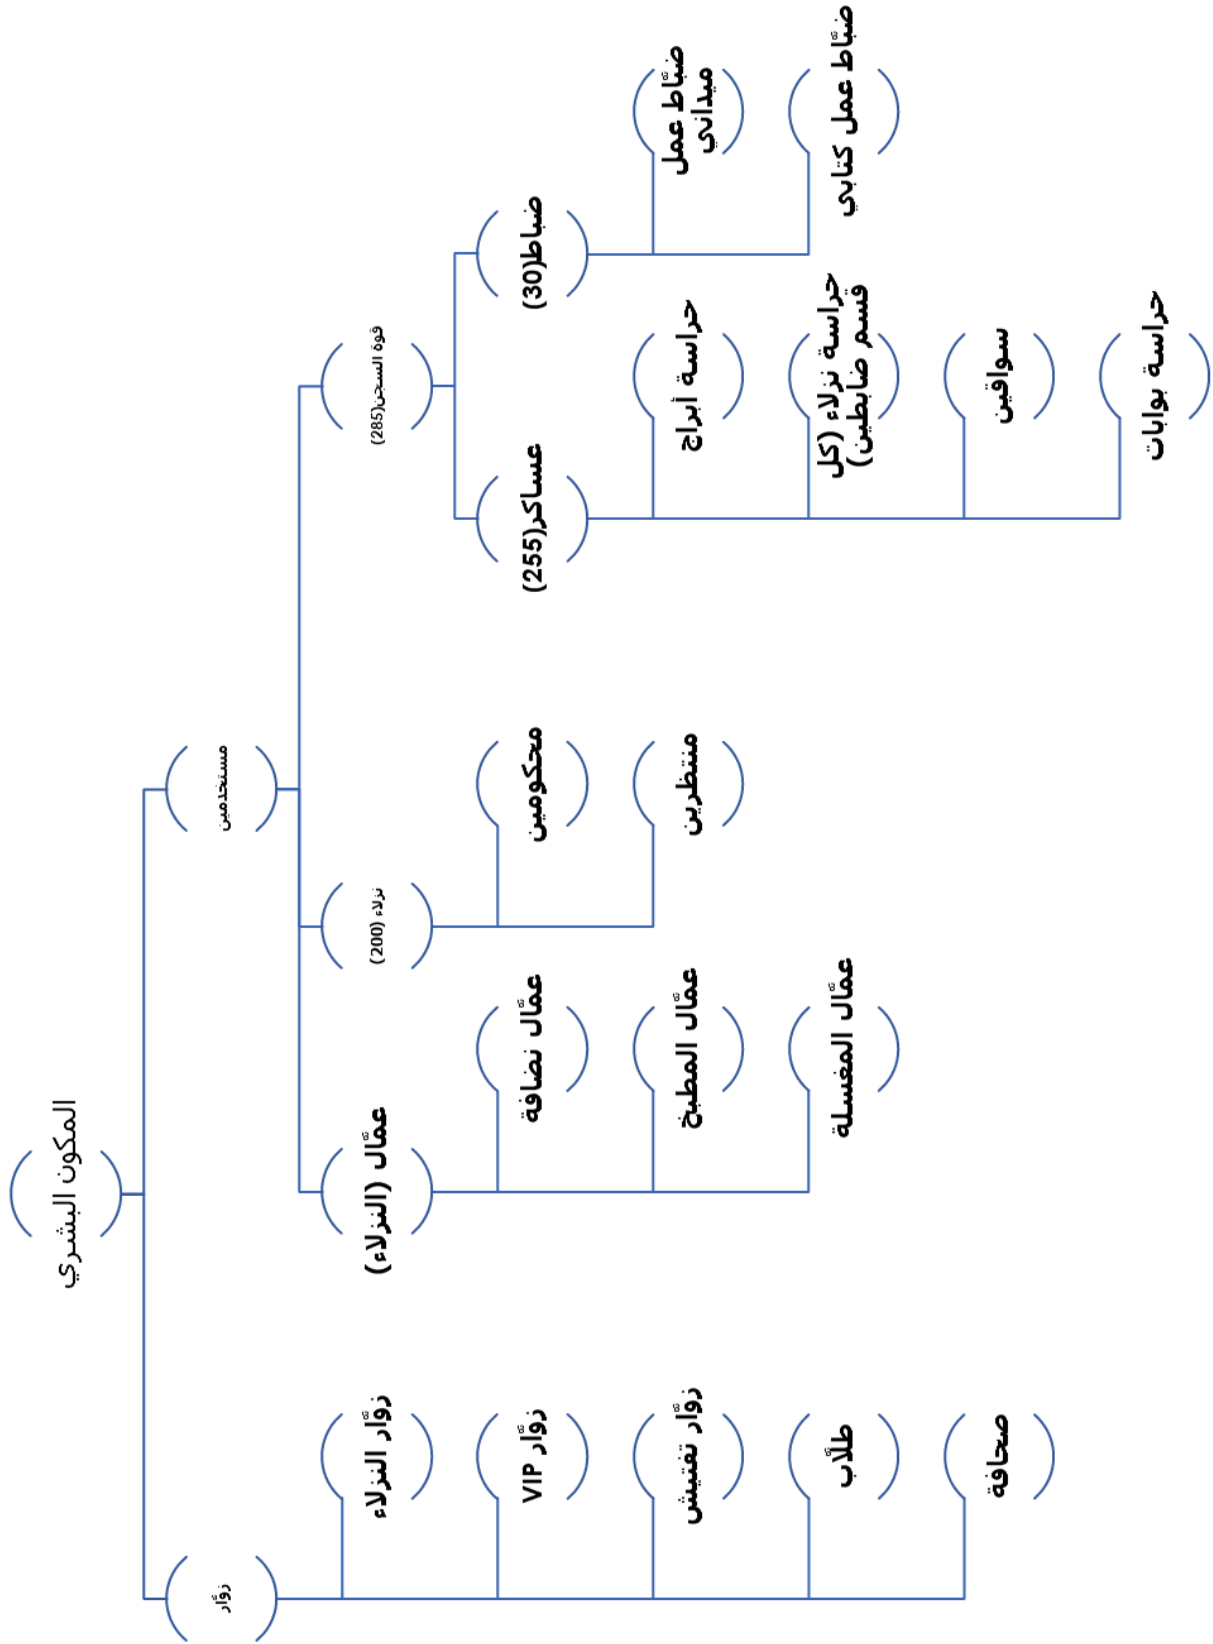 المكون البشري
مستخدمين
زوّار
قوة السجن(285)
نزلاء (200)
عمّال (النزلاء)
ضباط(30)
عساكر(255)
ضبّاط عمل
ميداني
ضبّاط عمل كتابي
حراسة أبراج
حراسة نزلاء (كل
قسم ضابطين)
سواقين
حراسة بوابات
محكومين
منتظرين
عمّال نضافة
عمّال المطبخ
عمّال المغسلة
زوّار النزلاء
زوّار VIP
زوّار تفتيش
طلّاب
صحافة